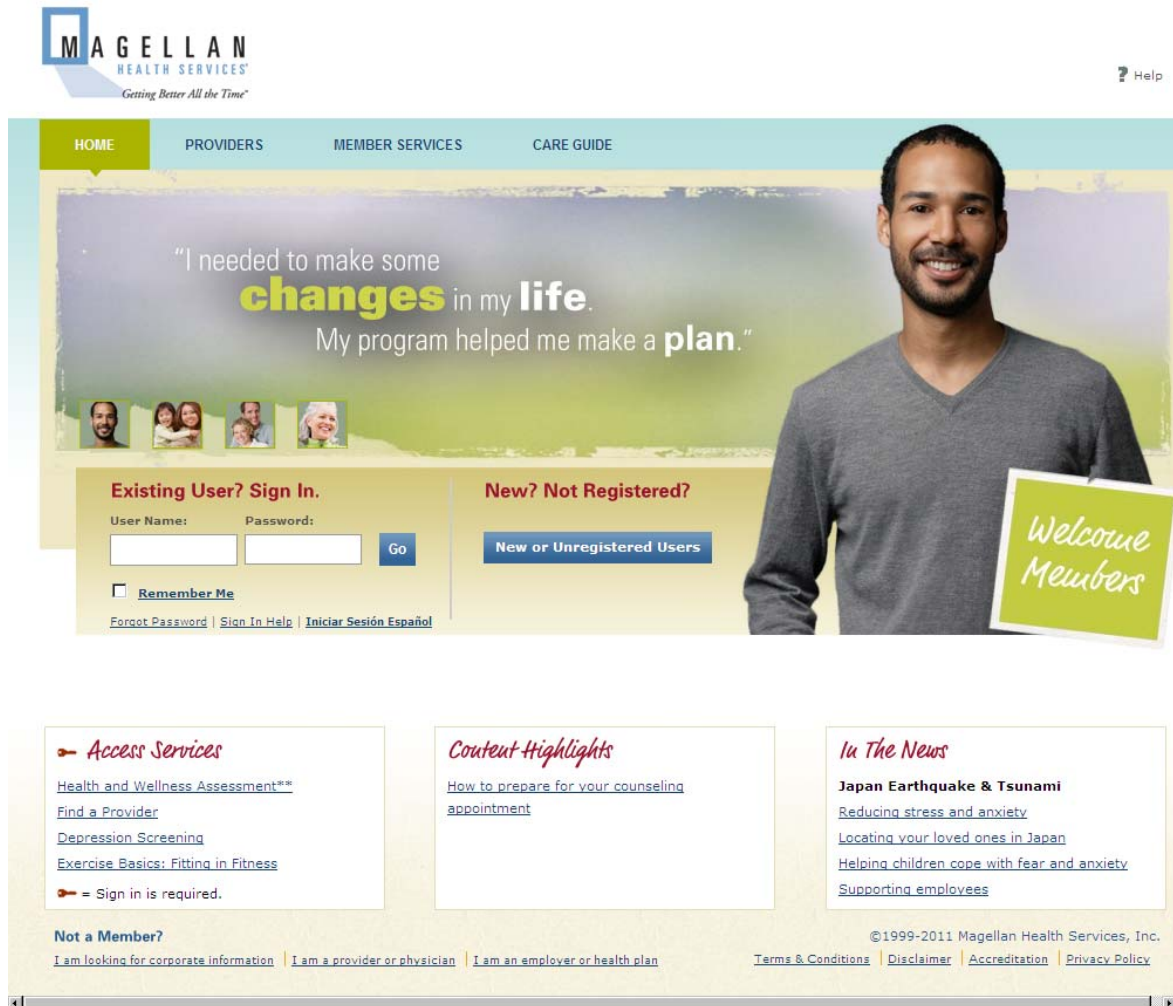 MAGELLAN
HEALTH SERVICES®
Getting Better All the Time℠
? Help
HOME PROVIDERS MEMBER SERVICES CARE GUIDE
"I needed to make some
changes in my life.
My program helped me make a plan."
Existing User? Sign In.
User Name: Password:
Go
Remember Me
Forgot Password | Sign In Help | Iniciar Sesión Español
New? Not Registered?
New or Unregistered Users
Welcome
Members
Access Services
Health and Wellness Assessment**
Find a Provider
Depression Screening
Exercise Basics: Fitting in Fitness
= Sign in is required.
Content Highlights
How to prepare for your counseling
appointment
In The News
Japan Earthquake & Tsunami
Reducing stress and anxiety
Locating your loved ones in Japan
Helping children cope with fear and anxiety
Supporting employees
Not a Member?
I am looking for corporate information | I am a provider or physician | I am an employer or health plan
©1999-2011 Magellan Health Services, Inc.
Terms & Conditions | Disclaimer | Accreditation | Privacy Policy